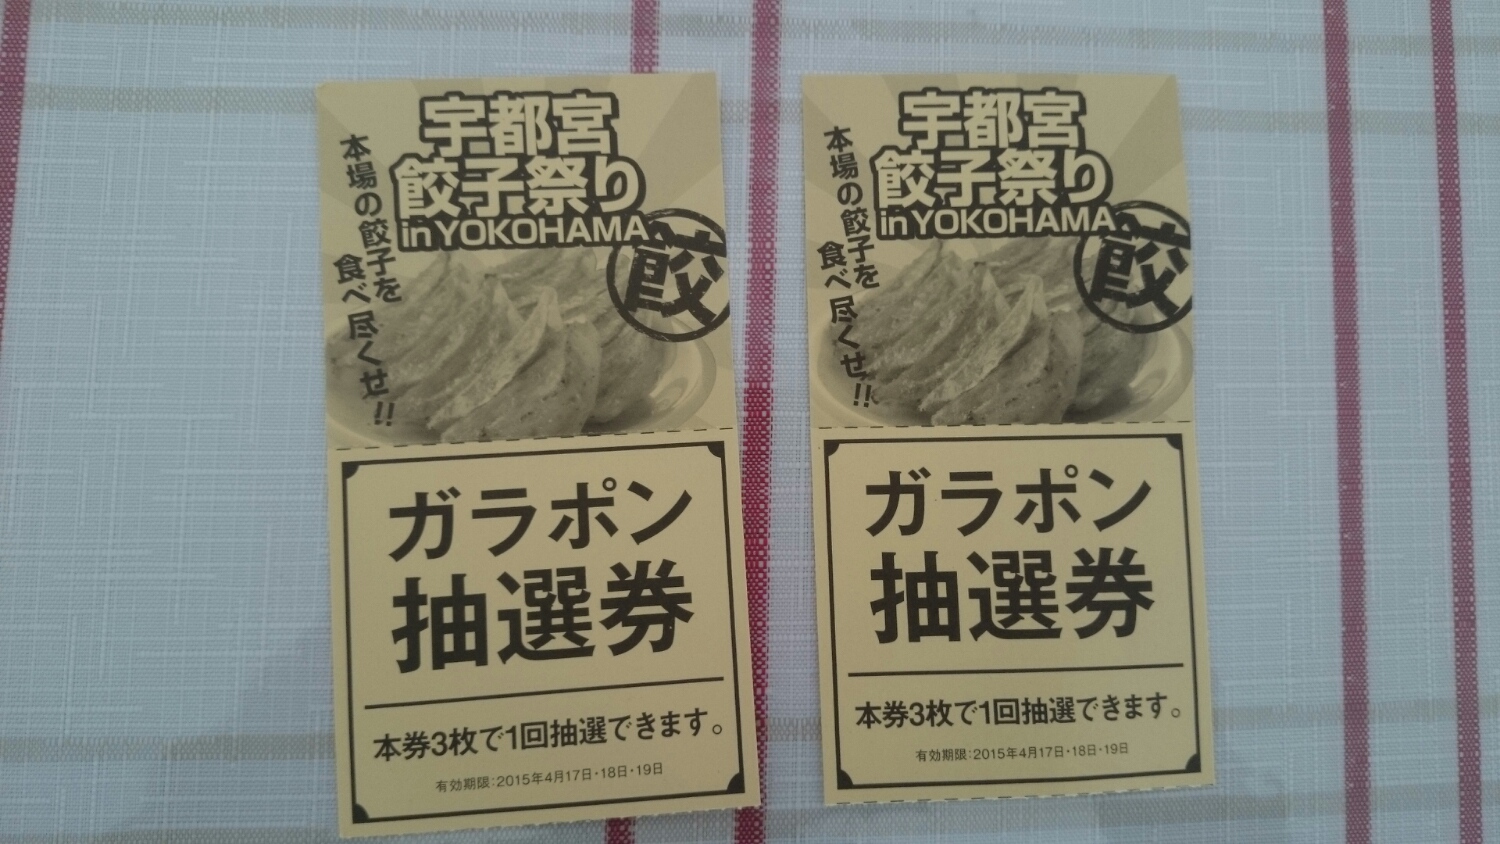 宇都宮
餃子祭り
in YOKOHAMA
本場の餃子を
食べ尽くせ!!
餃
ガラポン
抽選券
本券3枚で1回抽選できます。
有効期限:2015年4月17日・18日・19日
宇都宮
餃子祭り
in YOKOHAMA
本場の餃子を
食べ尽くせ!!
餃
ガラポン
抽選券
本券3枚で1回抽選できます。
有効期限:2015年4月17日・18日・19日